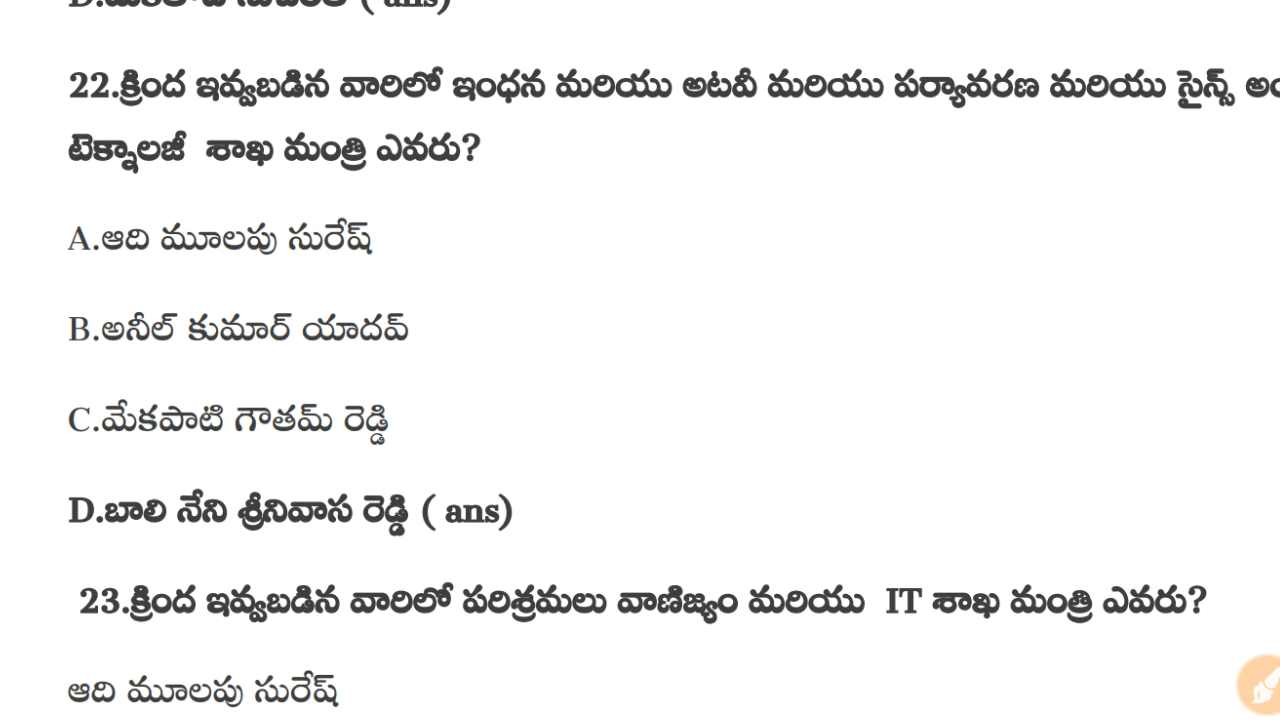 22.క్రింద ఇవ్వబడిన వారిలో ఇంధన మరియు అటవీ మరియు పర్యావరణ మరియు సైన్స్
టెక్నాలజీ శాఖ మంత్రి ఎవరు?
A.ఆది మూలపు సురేష్
B.అనీల్ కుమార్ యాదవ్
C.మేకపాటి గౌతమ్ రెడ్డి
D.బాలి నేని శ్రీనివాస రెడ్డి ( ans)
23.క్రింద ఇవ్వబడిన వారిలో పరిశ్రమలు వాణిజ్యం మరియు IT శాఖ మంత్రి ఎవరు?
ఆది మూలపు సురేష్